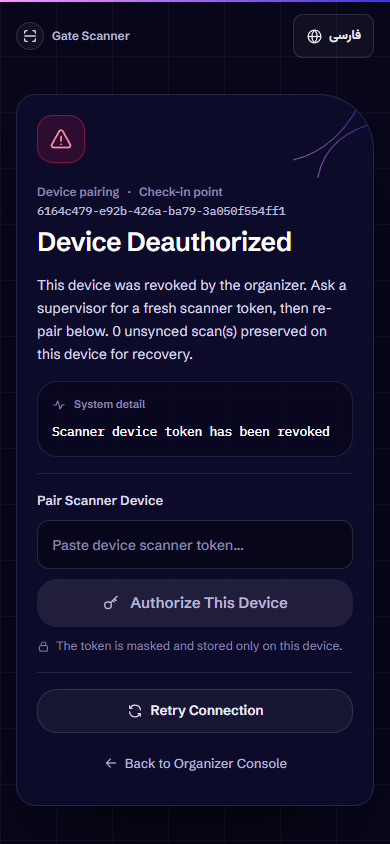 Gate Scanner
فارسی
Device pairing · Check-in point
6164c479-e92b-426a-ba79-3a050f554ff1
Device Deauthorized
This device was revoked by the organizer. Ask a
supervisor for a fresh scanner token, then re-
pair below. 0 unsynced scan(s) preserved on
this device for recovery.
System detail
Scanner device token has been revoked
Pair Scanner Device
Paste device scanner token...
Authorize This Device
The token is masked and stored only on this device.
Retry Connection
Back to Organizer Console